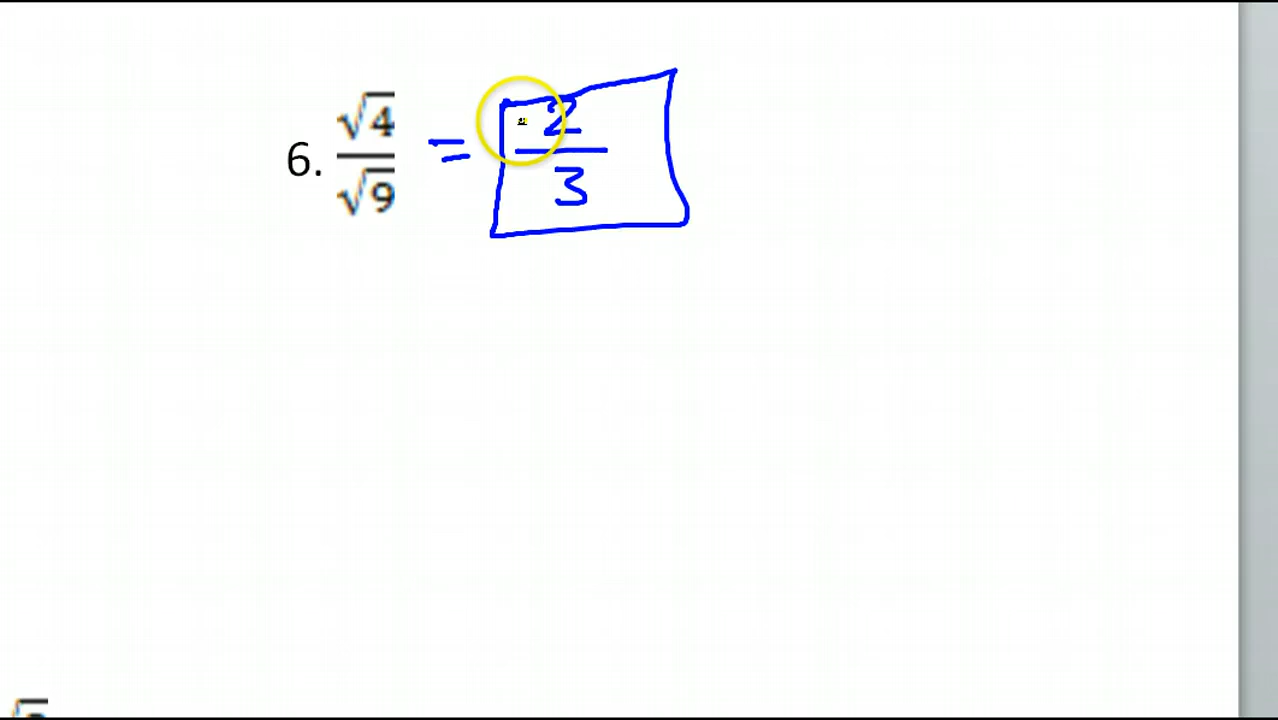 6. √4/√9 = 2/3